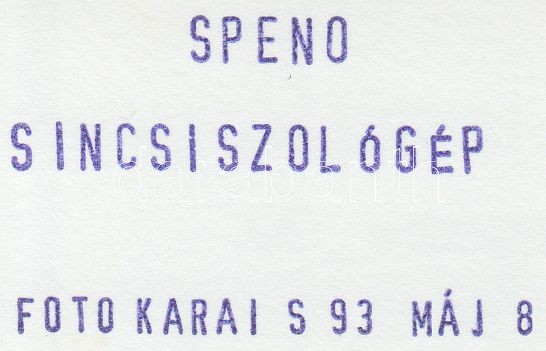 SPENO
SINCSISZOLÓGÉP
FOTO KARAI S 93 MÁJ 8